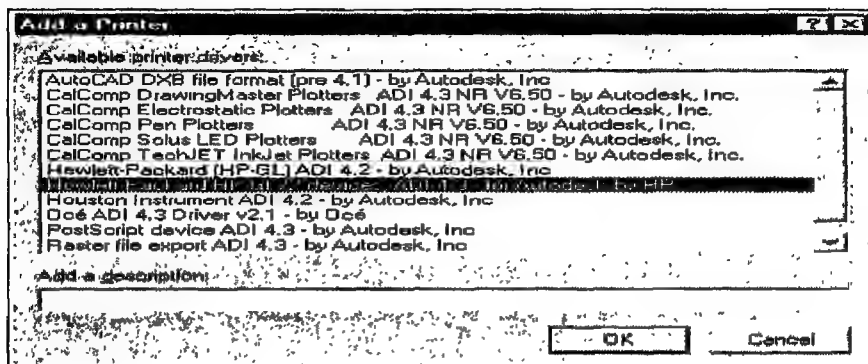 Add a Printer
Available printer drivers:
AutoCAD DXB file format (pre 4.1) - by Autodesk, Inc
CalComp DrawingMaster Plotters ADI 4.3 NR V6.50 - by Autodesk, Inc.
CalComp Electrostatic Plotters ADI 4.3 NR V6.50 - by Autodesk, Inc.
CalComp Pen Plotters ADI 4.3 NR V6.50 - by Autodesk, Inc.
CalComp Solus LED Plotters ADI 4.3 NR V6.50 - by Autodesk, Inc.
CalComp TechJET InkJet Plotters ADI 4.3 NR V6.50 - by Autodesk, Inc.
Hewlett-Packard (HP-GL) ADI 4.2 - by Autodesk, Inc
Houston Instrument ADI 4.2 - by Autodesk, Inc
Océ ADI 4.3 Driver v2.1 - by Océ
PostScript device ADI 4.3 - by Autodesk, Inc
Raster file export ADI 4.3 - by Autodesk, Inc
Add a description:
OK Cancel